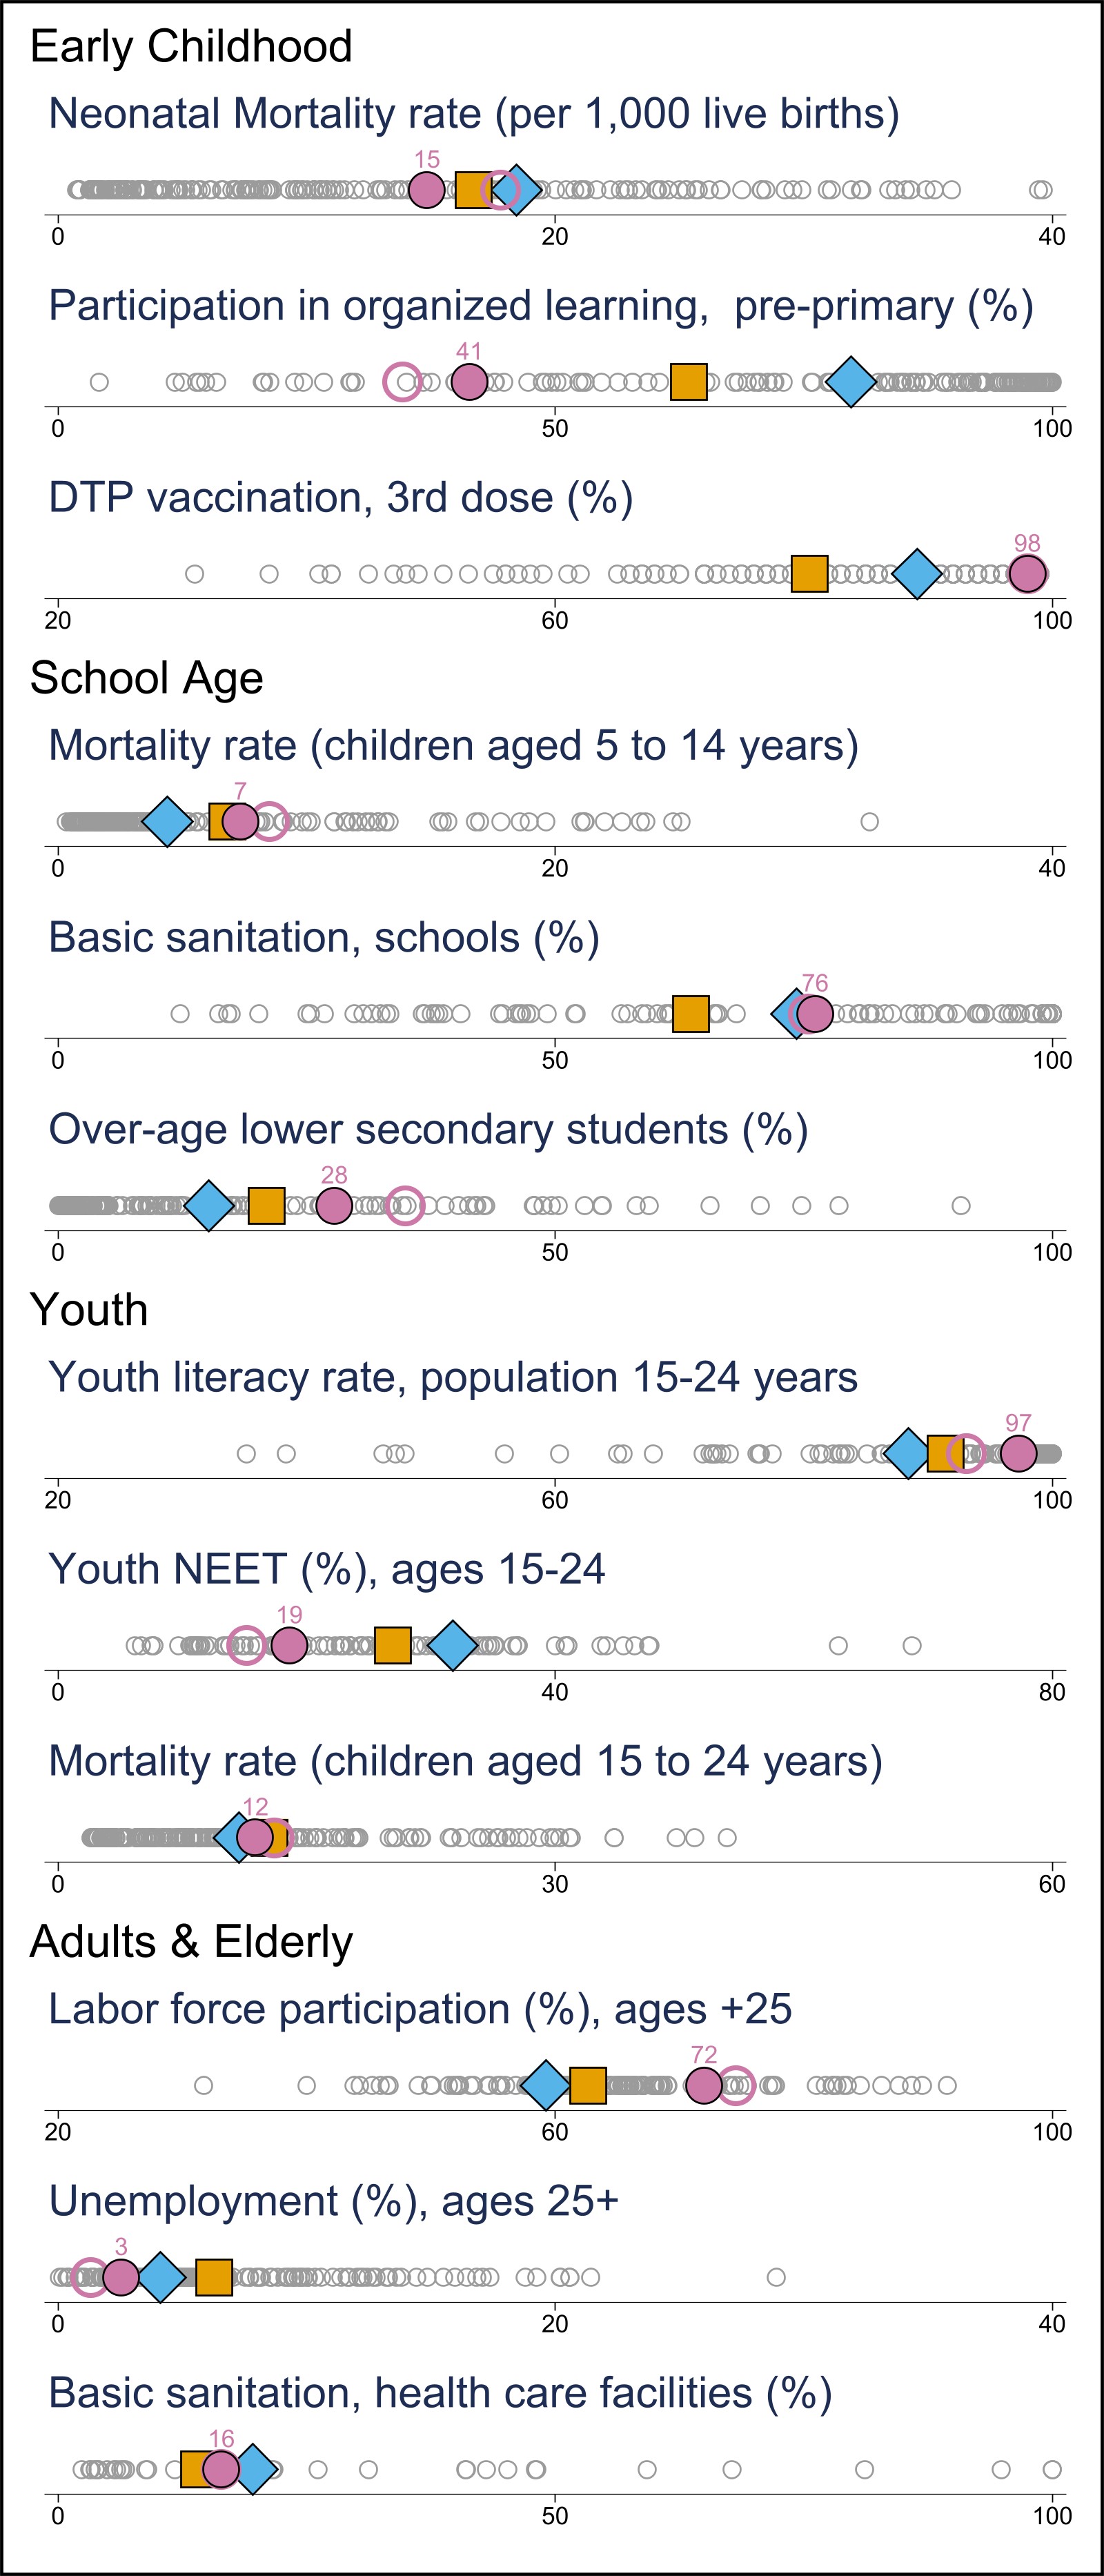 Early Childhood
Neonatal Mortality rate (per 1,000 live births)
15
0 20 40
Participation in organized learning,  pre-primary (%)
41
0 50 100
DTP vaccination, 3rd dose (%)
98
20 60 100
School Age
Mortality rate (children aged 5 to 14 years)
7
0 20 40
Basic sanitation, schools (%)
76
0 50 100
Over-age lower secondary students (%)
28
0 50 100
Youth
Youth literacy rate, population 15-24 years
97
20 60 100
Youth NEET (%), ages 15-24
19
0 40 80
Mortality rate (children aged 15 to 24 years)
12
0 30 60
Adults & Elderly
Labor force participation (%), ages +25
72
20 60 100
Unemployment (%), ages 25+
3
0 20 40
Basic sanitation, health care facilities (%)
16
0 50 100